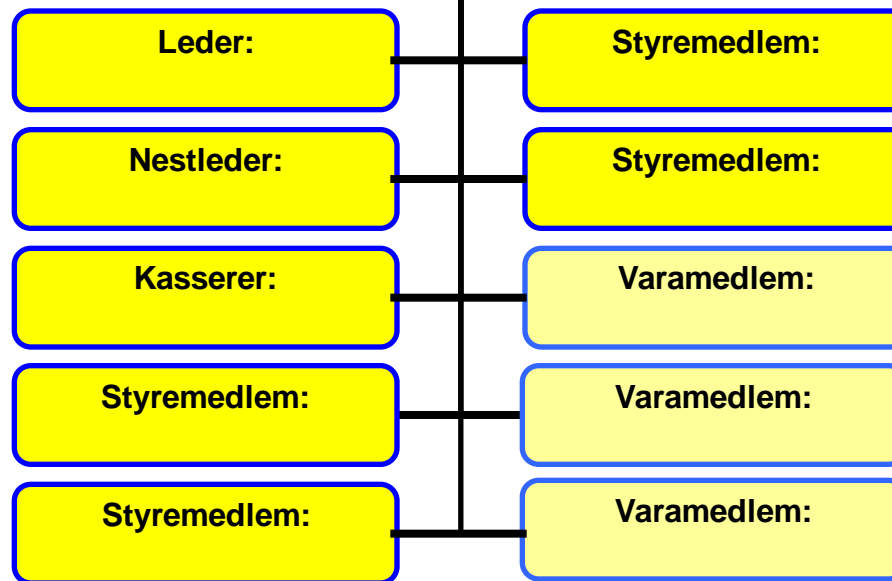 Leder:
Nestleder:
Kasserer:
Styremedlem:
Styremedlem:
Styremedlem:
Styremedlem:
Varamedlem:
Varamedlem:
Varamedlem: